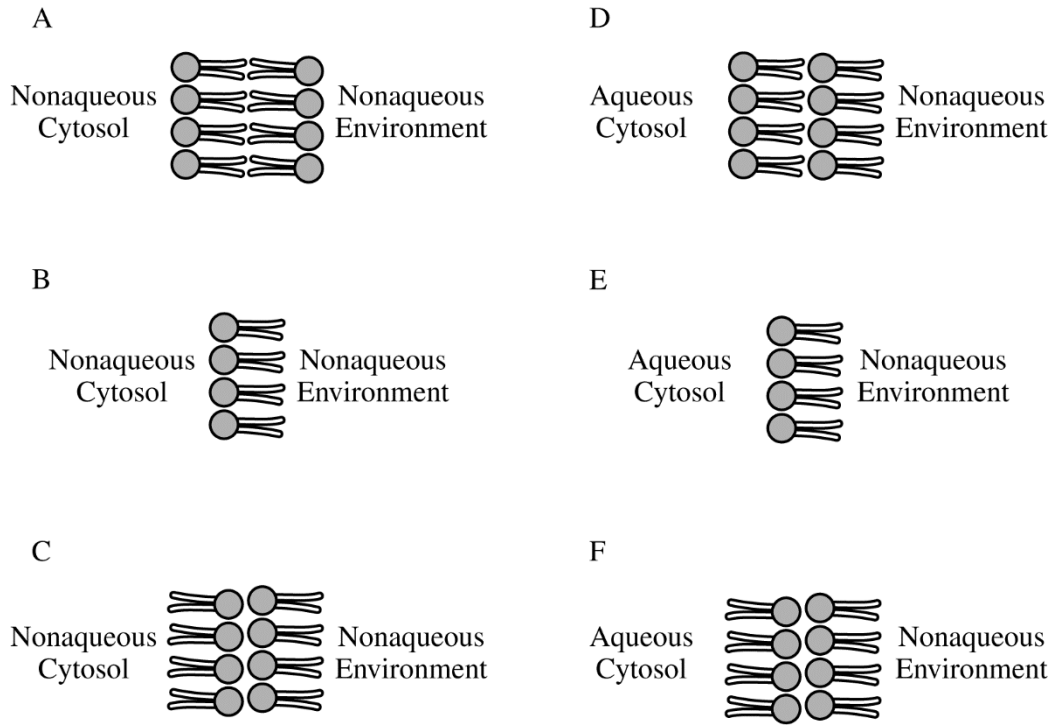 A
Nonaqueous
Cytosol
Nonaqueous
Environment
B
Nonaqueous
Cytosol
Nonaqueous
Environment
C
Nonaqueous
Cytosol
Nonaqueous
Environment
D
Aqueous
Cytosol
Nonaqueous
Environment
E
Aqueous
Cytosol
Nonaqueous
Environment
F
Aqueous
Cytosol
Nonaqueous
Environment